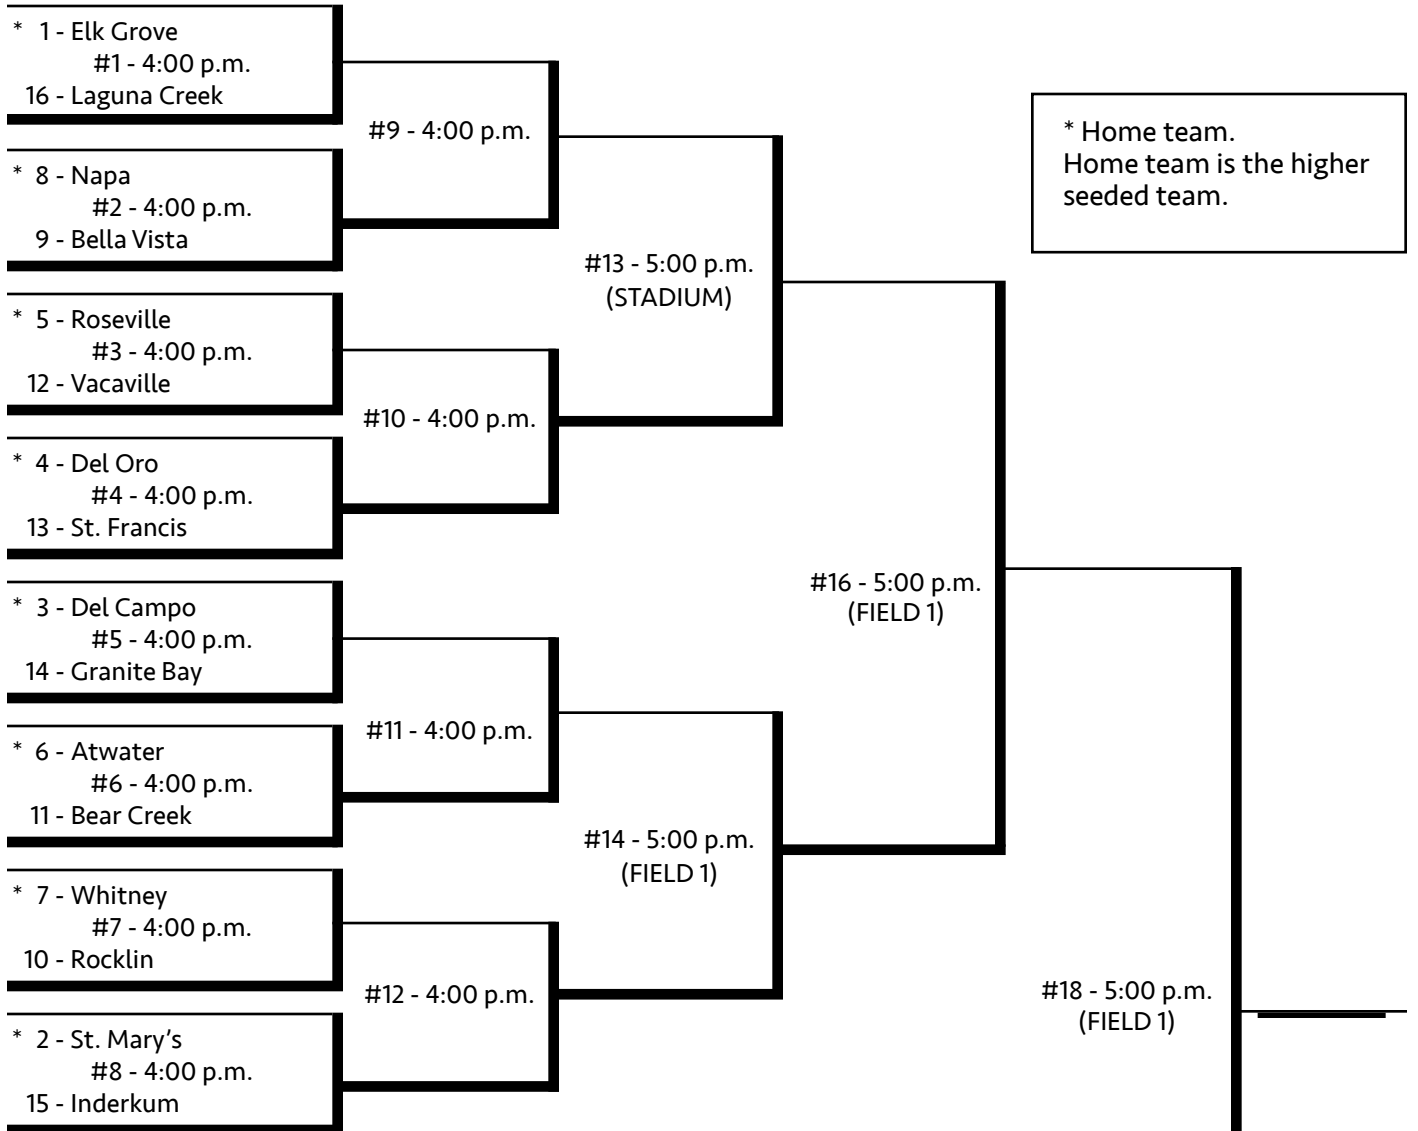 * 1 - Elk Grove
#1 - 4:00 p.m.
16 - Laguna Creek
* 8 - Napa
#2 - 4:00 p.m.
9 - Bella Vista
* 5 - Roseville
#3 - 4:00 p.m.
12 - Vacaville
* 4 - Del Oro
#4 - 4:00 p.m.
13 - St. Francis
* 3 - Del Campo
#5 - 4:00 p.m.
14 - Granite Bay
* 6 - Atwater
#6 - 4:00 p.m.
11 - Bear Creek
* 7 - Whitney
#7 - 4:00 p.m.
10 - Rocklin
* 2 - St. Mary’s
#8 - 4:00 p.m.
15 - Inderkum
#9 - 4:00 p.m.
#10 - 4:00 p.m.
#11 - 4:00 p.m.
#12 - 4:00 p.m.
#13 - 5:00 p.m.
(STADIUM)
#14 - 5:00 p.m.
(FIELD 1)
#16 - 5:00 p.m.
(FIELD 1)
#18 - 5:00 p.m.
(FIELD 1)
* Home team.
Home team is the higher
seeded team.